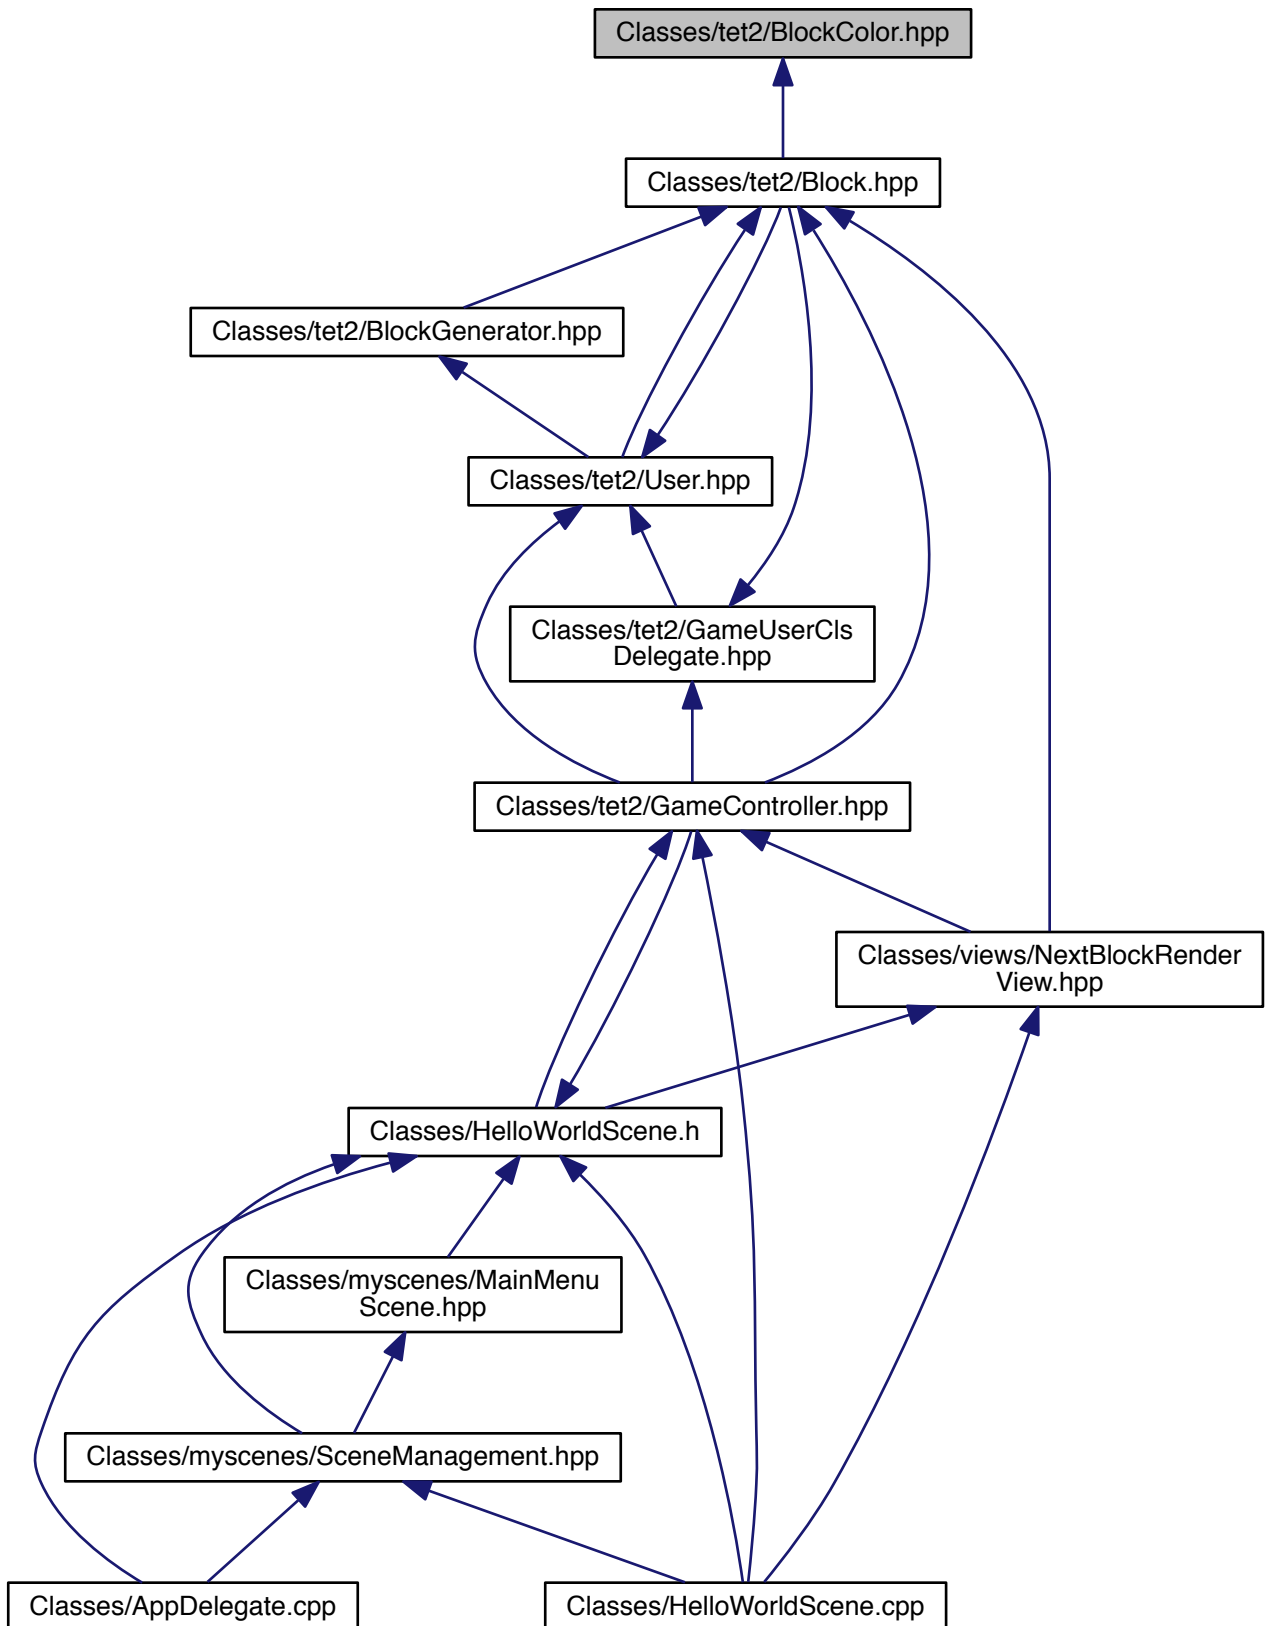 Classes/tet2/BlockColor.hpp
Classes/tet2/Block.hpp
Classes/tet2/BlockGenerator.hpp
Classes/tet2/User.hpp
Classes/tet2/GameUserCls
Delegate.hpp
Classes/tet2/GameController.hpp
Classes/views/NextBlockRender
View.hpp
Classes/HelloWorldScene.h
Classes/myscenes/MainMenu
Scene.hpp
Classes/myscenes/SceneManagement.hpp
Classes/AppDelegate.cpp
Classes/HelloWorldScene.cpp